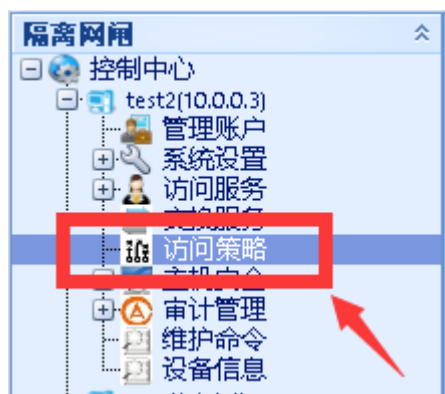 隔离网闸
控制中心
test2(10.0.0.3)
管理账户
系统设置
访问服务
访问策略
审计管理
维护命令
设备信息